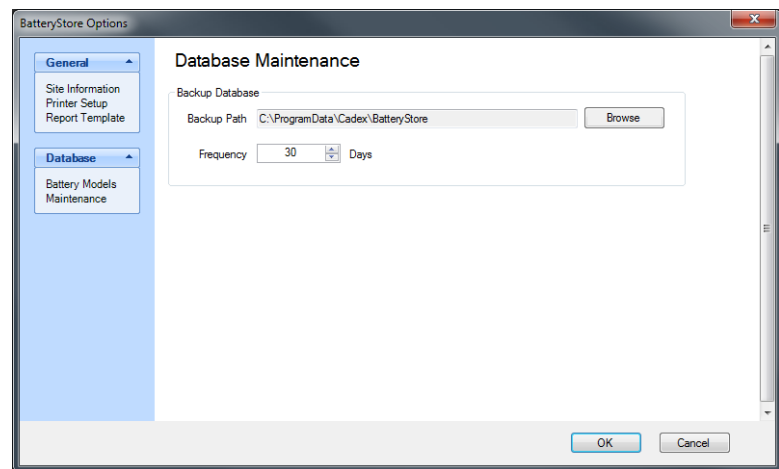 BatteryStore Options
General
Site Information
Printer Setup
Report Template
Database
Battery Models
Maintenance
Database Maintenance
Backup Database
Backup Path C:\ProgramData\Cadex\BatteryStore Browse
Frequency 30 Days
OK Cancel